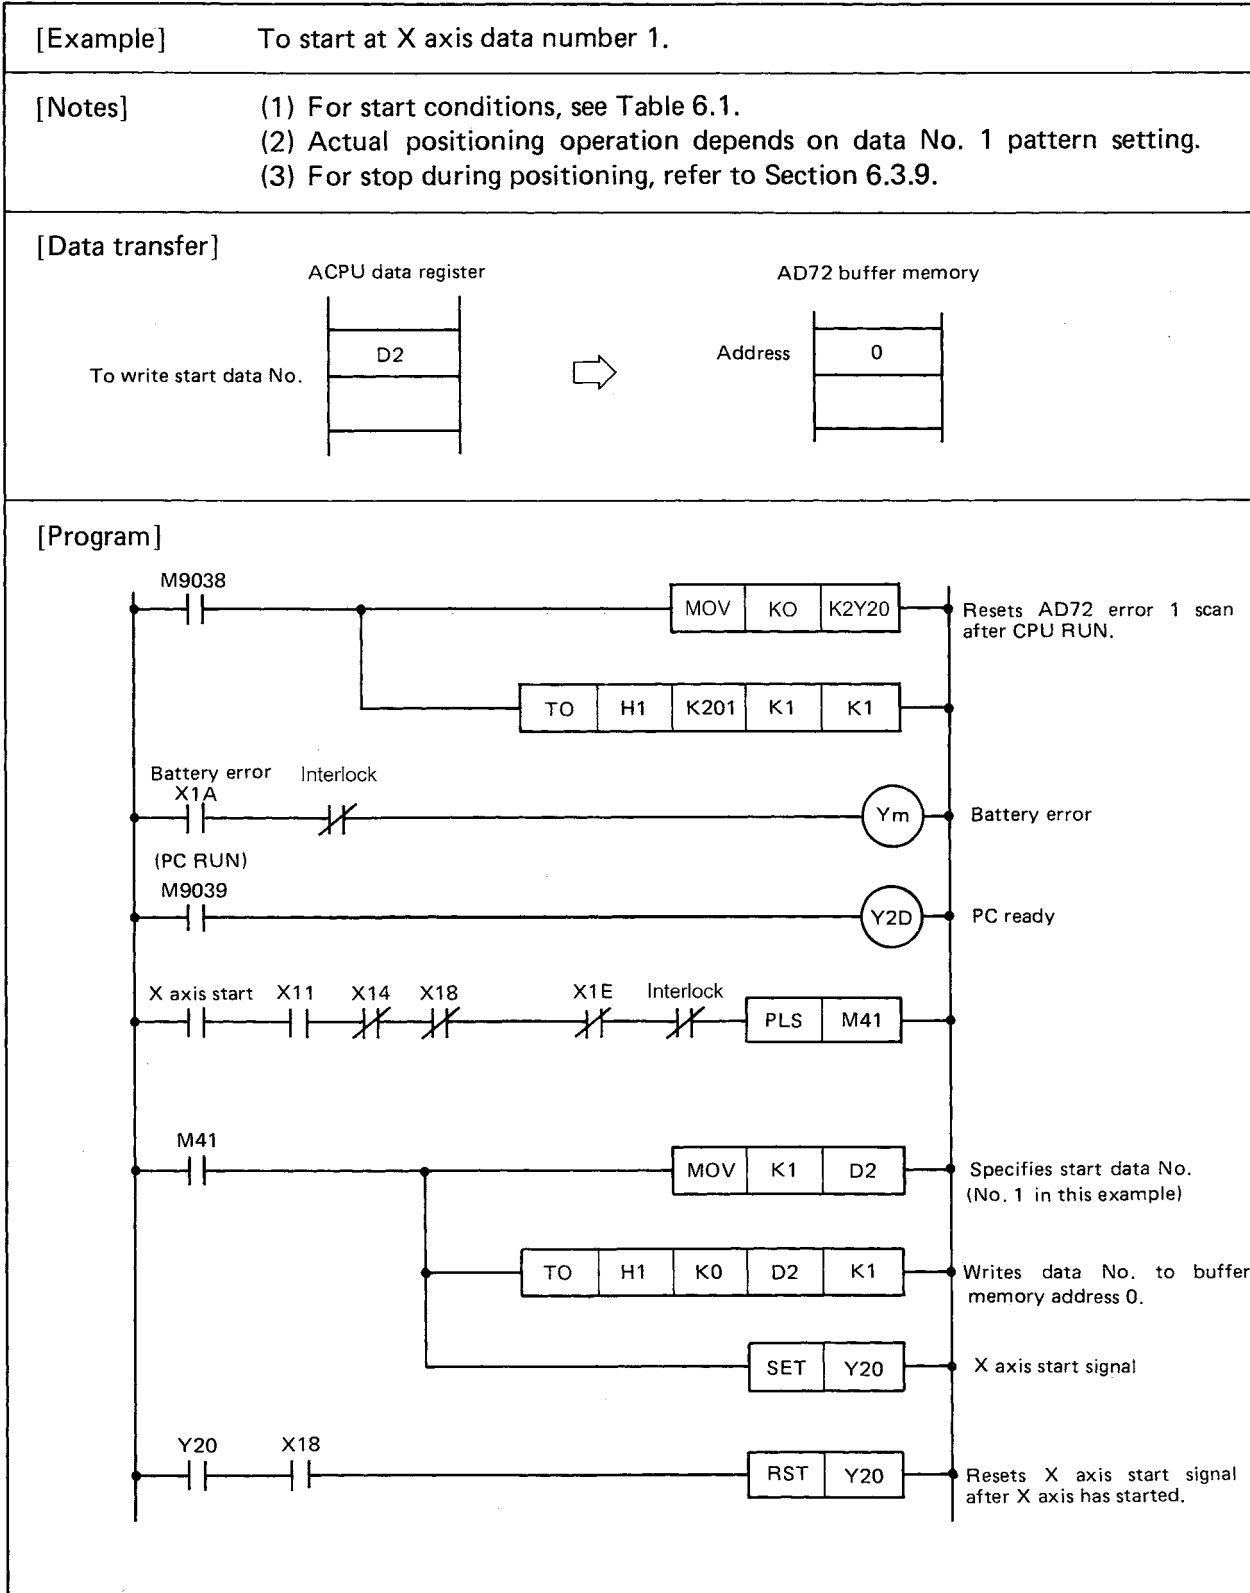 [Example] To start at X axis data number 1.
[Notes] (1) For start conditions, see Table 6.1.
(2) Actual positioning operation depends on data No. 1 pattern setting.
(3) For stop during positioning, refer to Section 6.3.9.
[Data transfer]
ACPU data register AD72 buffer memory
D2 Address 0
To write start data No.
[Program]
M9038
MOV KO K2Y20 Resets AD72 error 1 scan
after CPU RUN.
TO H1 K201 K1 K1
Battery error Interlock
X1A
Ym Battery error
(PC RUN)
M9039
Y2D PC ready
X axis start X11 X14 X18 X1E Interlock
PLS M41
M41
MOV K1 D2 Specifies start data No.
(No. 1 in this example)
TO H1 K0 D2 K1 Writes data No. to buffer
memory address 0.
SET Y20 X axis start signal
Y20 X18
RST Y20 Resets X axis start signal
after X axis has started.